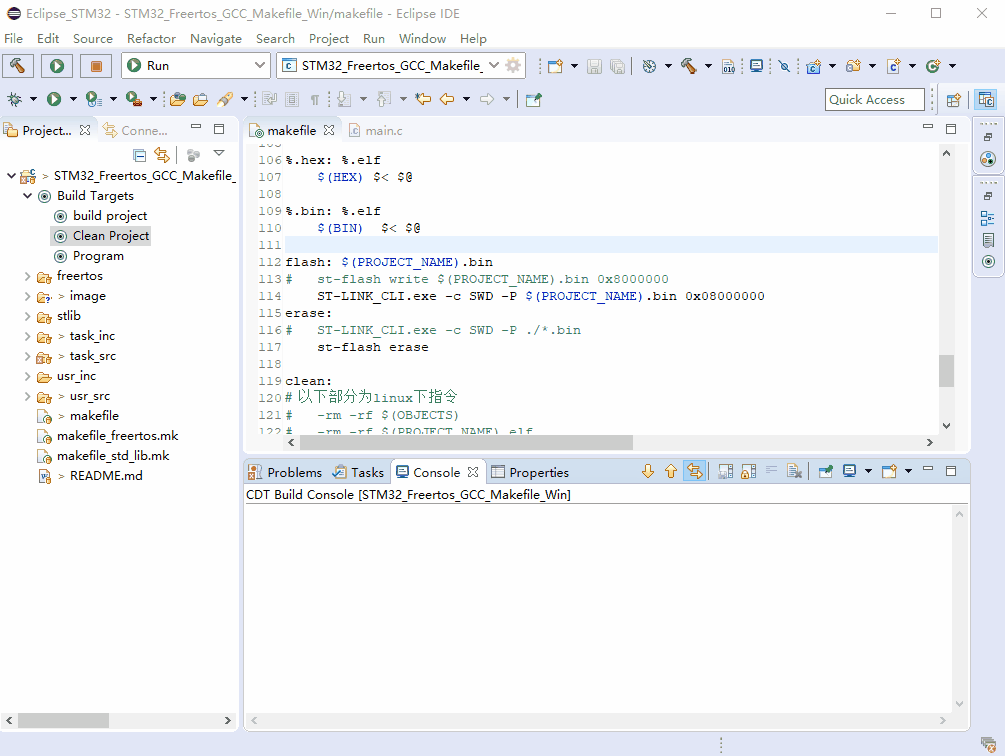 Eclipse_STM32 - STM32_Freertos_GCC_Makefile_Win/makefile - Eclipse IDE
File Edit Source Refactor Navigate Search Project Run Window Help
Run
STM32_Freertos_GCC_Makefile_
Quick Access
Project...
Conne...
> STM32_Freertos_GCC_Makefile_
Build Targets
build project
Clean Project
Program
freertos
> image
stlib
> task_inc
> task_src
usr_inc
> usr_src
> makefile
makefile_freertos.mk
makefile_std_lib.mk
> README.md
makefile
main.c
105
106 %.hex: %.elf
107 $(HEX) $< $@
108
109 %.bin: %.elf
110 $(BIN) $< $@
111
112 flash: $(PROJECT_NAME).bin
113 # st-flash write $(PROJECT_NAME).bin 0x8000000
114 ST-LINK_CLI.exe -c SWD -P $(PROJECT_NAME).bin 0x08000000
115 erase:
116 # ST-LINK_CLI.exe -c SWD -P ./*.bin
117 st-flash erase
118
119 clean:
120 # 以下部分为linux下指令
121 # -rm -rf $(OBJECTS)
122 # -rm -rf $(PROJECT_NAME).elf
Problems Tasks Console Properties
CDT Build Console [STM32_Freertos_GCC_Makefile_Win]